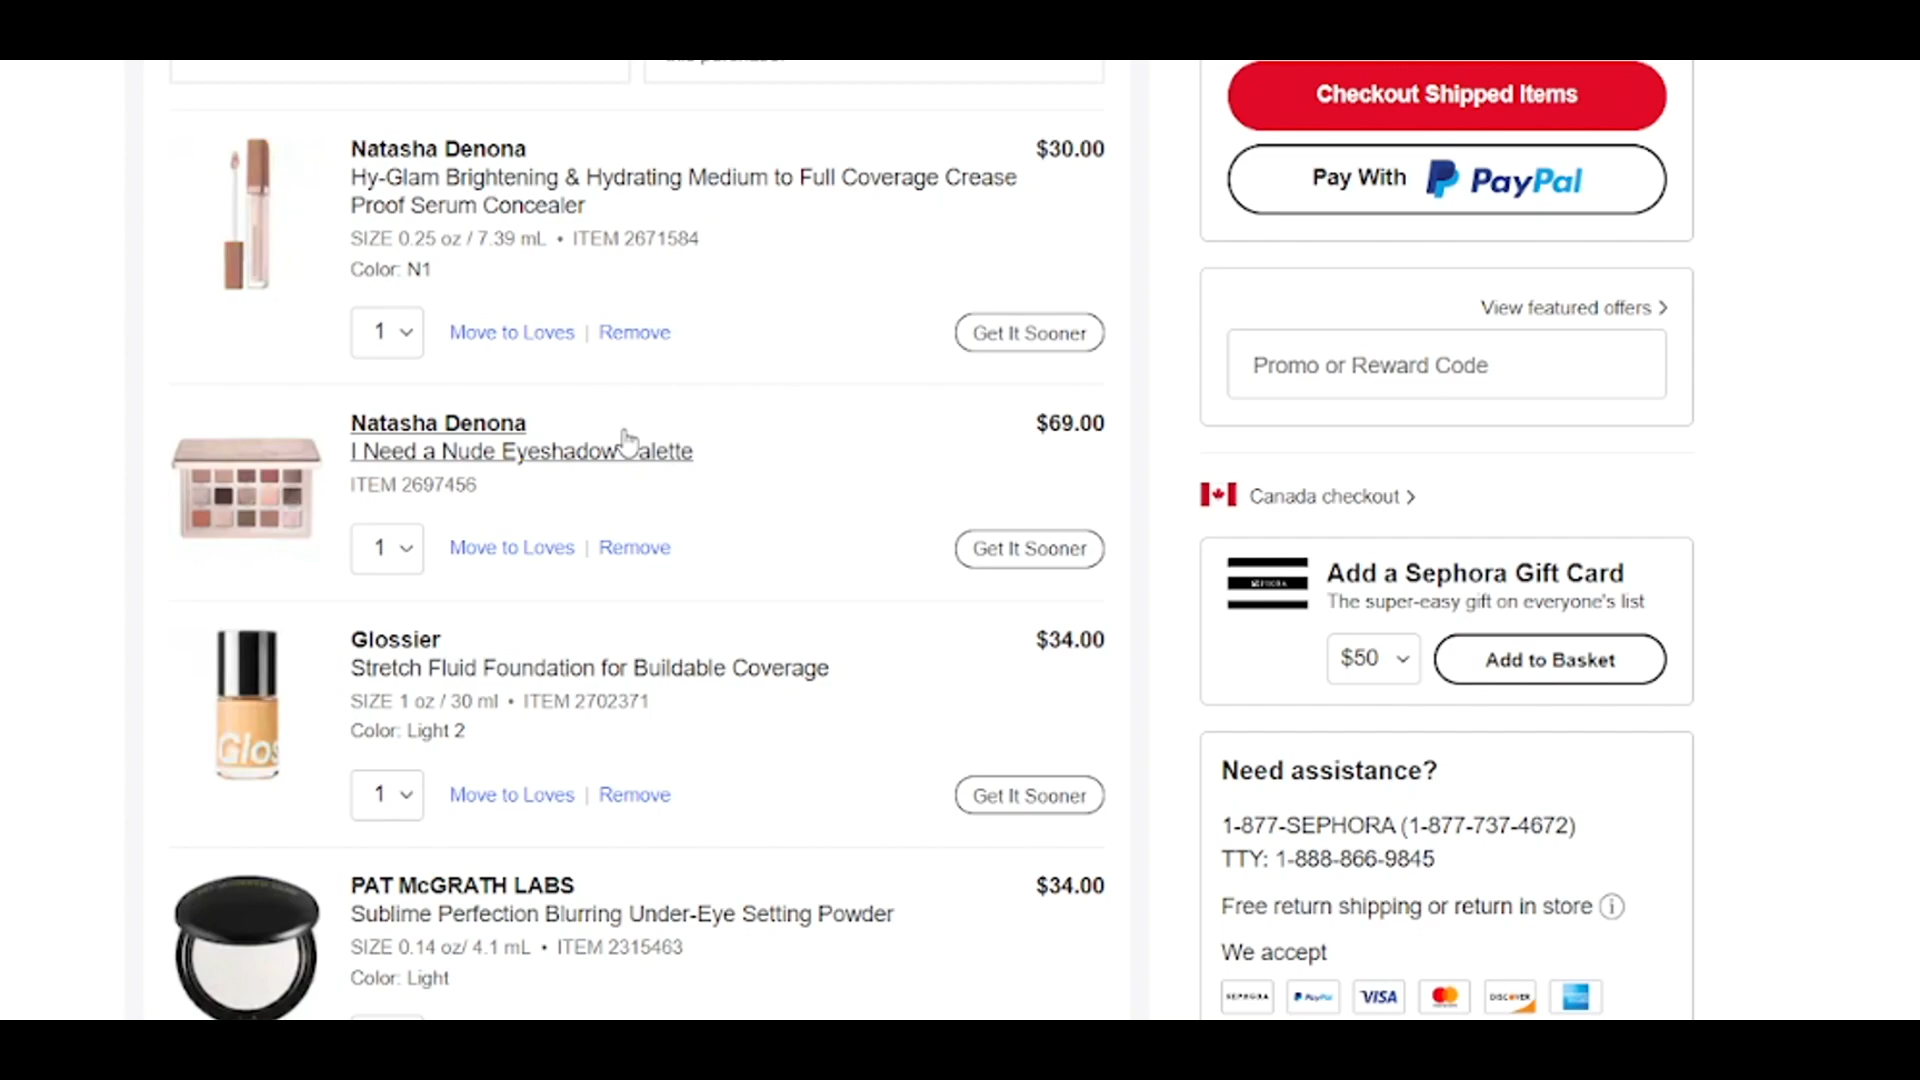 Natasha Denona
$30.00
Hy-Glam Brightening & Hydrating Medium to Full Coverage Crease
Proof Serum Concealer
SIZE 0.25 oz / 7.39 mL • ITEM 2671584
Color: N1
1
Move to Loves | Remove
Get It Sooner
Natasha Denona
$69.00
I Need a Nude Eyeshadow
ITEM 2697456
1
Move to Loves | Remove
Get It Sooner
Glossier
$34.00
Stretch Fluid Foundation for Buildable Coverage
SIZE 1 oz / 30 ml • ITEM 2702371
Color: Light 2
Glos
1
Move to Loves | Remove
Get It Sooner
PAT McGRATH LABS
$34.00
Sublime Perfection Blurring Under-Eye Setting Powder
SIZE 0.14 oz/ 4.1 mL • ITEM 2315463
Color: Light
Checkout Shipped Items
Pay With PayPal
View featured offers >
Promo or Reward Code
Canada checkout >
SEPHORA
Add a Sephora Gift Card
The super-easy gift on everyone's list
$50
Add to Basket
Need assistance?
1-877-SEPHORA (1-877-737-4672)
TTY: 1-888-866-9845
Free return shipping or return in store i
We accept
SEPHORA PayPal VISA DISCOVER